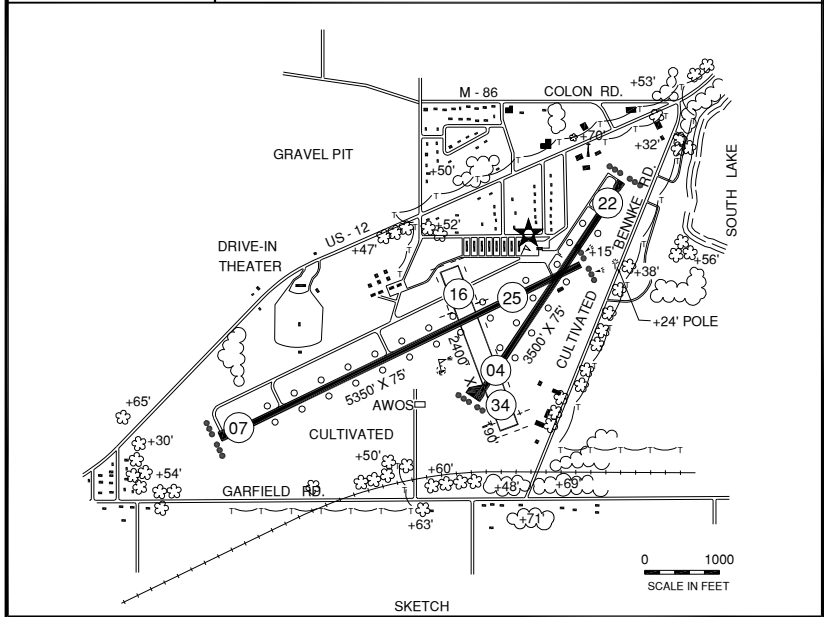 +53'
M - 86
COLON RD.
+70'
+32'
GRAVEL PIT
+50'
BENNKE RD.
SOUTH LAKE
22
US - 12
+52'
+47'
DRIVE-IN
THEATER
+15'
+56'
+38'
16
25
+24' POLE
CULTIVATED
3500' X 75'
2400' X
190'
04
5350' X 75'
AWOS
34
+65'
07
CULTIVATED
+30'
+50'
+54'
+60'
+48'
+69'
GARFIELD RD.
+63'
+71'
0 1000
SCALE IN FEET
SKETCH